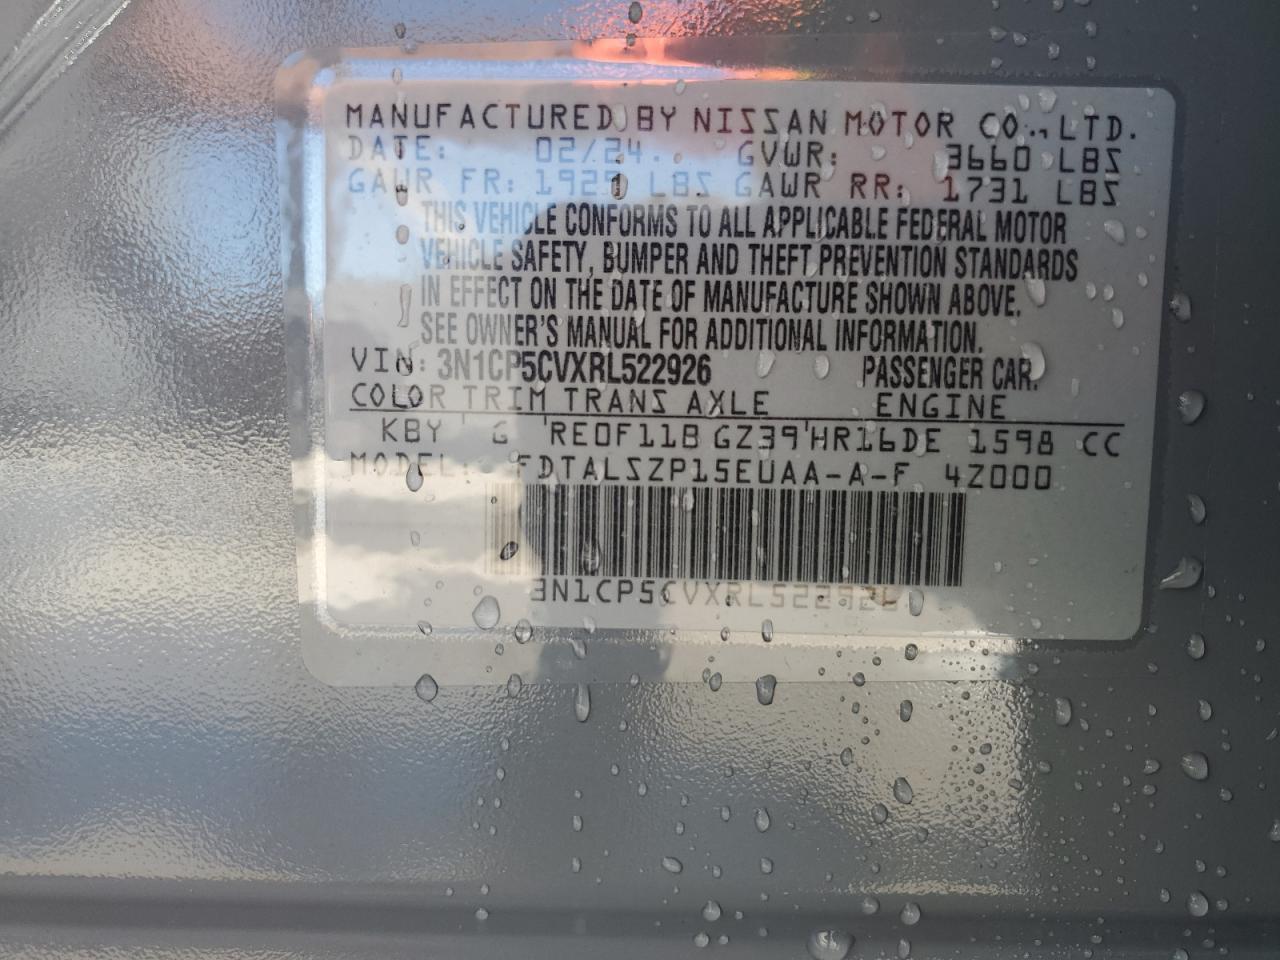 MANUFACTURED BY NISSAN MOTOR CO., LTD.
DATE: 02/24 GVWR: 3660 LBS
GAWR FR: 1929 LBS GAWR RR: 1731 LBS
THIS VEHICLE CONFORMS TO ALL APPLICABLE FEDERAL MOTOR
VEHICLE SAFETY, BUMPER AND THEFT PREVENTION STANDARDS
IN EFFECT ON THE DATE OF MANUFACTURE SHOWN ABOVE.
SEE OWNER'S MANUAL FOR ADDITIONAL INFORMATION.
VIN: 3N1CP5CVXRL522926 PASSENGER CAR.
COLOR TRIM TRANS AXLE ENGINE
KBY ' G 'RE0F11B GZ39'HR16DE 1598 CC
MODEL: FDTALSZP15EUAA-A-F 4Z000
3N1CP5CVXRL522926